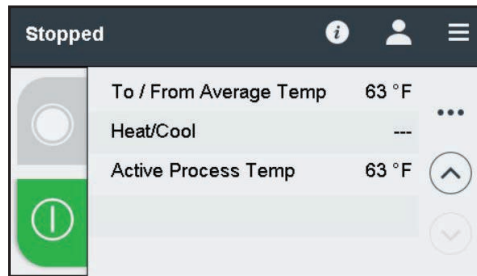 Stopped
To / From Average Temp 63 °F
Heat/Cool ---
Active Process Temp 63 °F